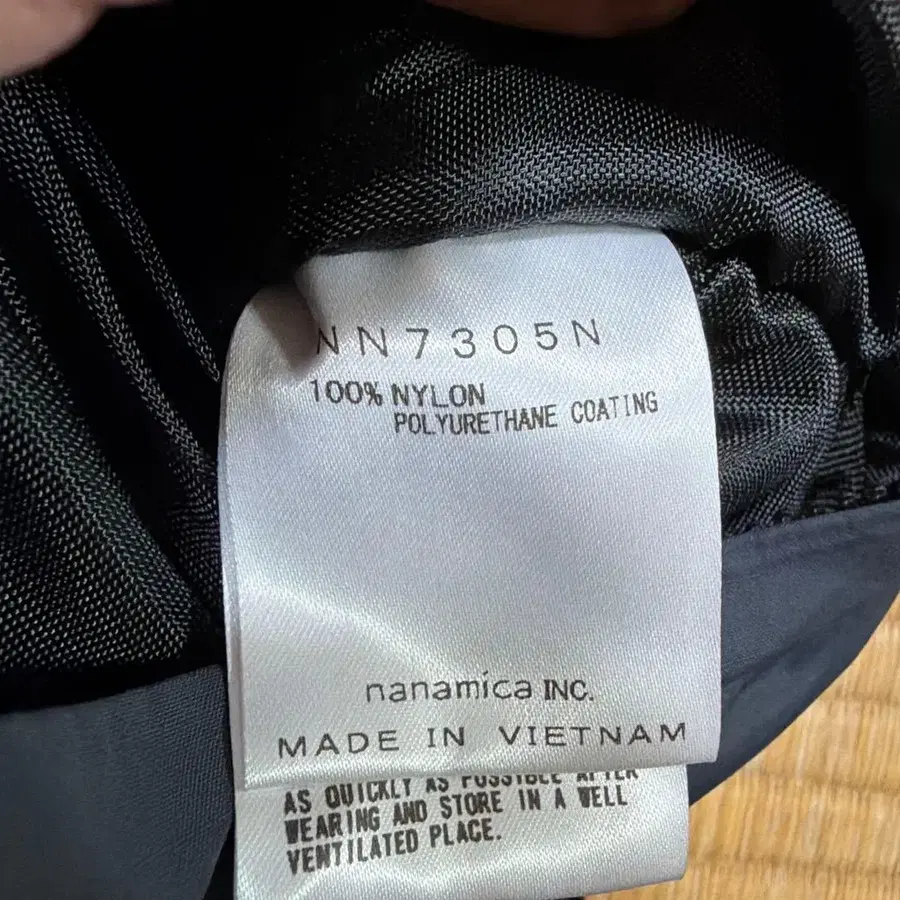 NN7305N
100% NYLON
POLYURETHANE COATING
nanamica INC.
MADE IN VIETNAM
AS QUICKLY AS POSSIBLE AFTER
WEARING AND STORE IN A WELL
VENTILATED PLACE.